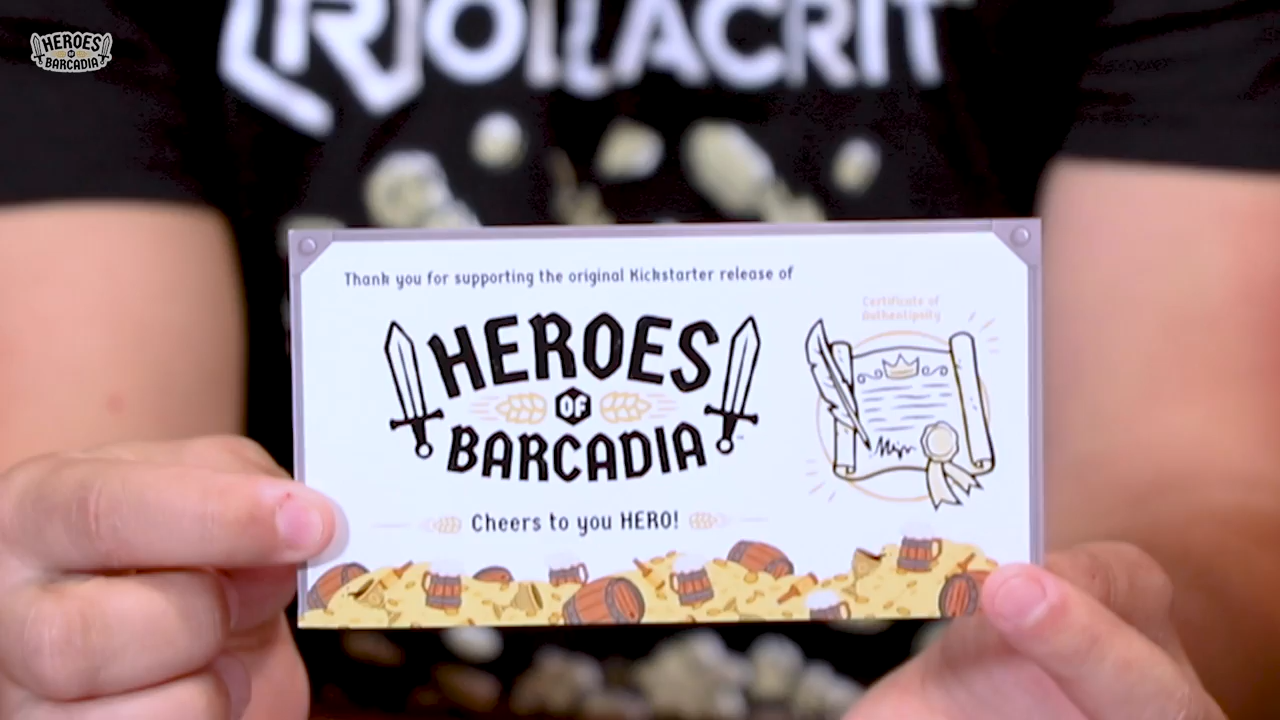 HEROES
OF
BARCADIA
ROLLACRIT
Thank you for supporting the original Kickstarter release of
HEROES
OF
BARCADIA
Cheers to you HERO!
Certificate of
Authenticity